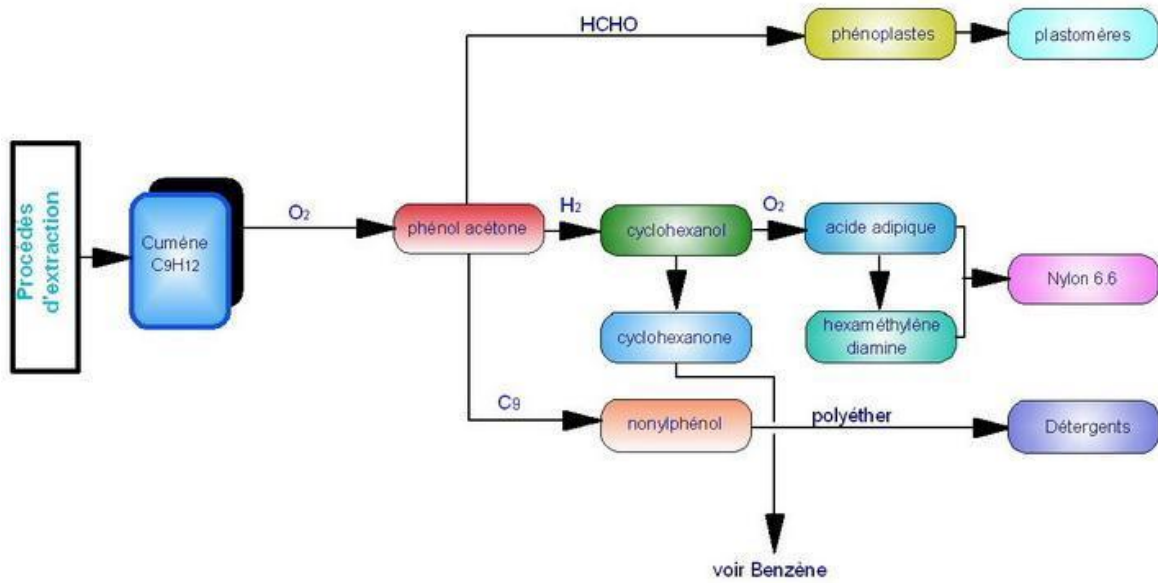 HCHO
phénoplastes
plastomères
Procédés
d'extraction
Cumène
C9H12
O2
phénol acétone
H2
cyclohexanol
O2
acide adipique
Nylon 6.6
cyclohexanone
hexaméthylène
diamine
C9
nonylphénol
polyéther
Détergents
voir Benzène